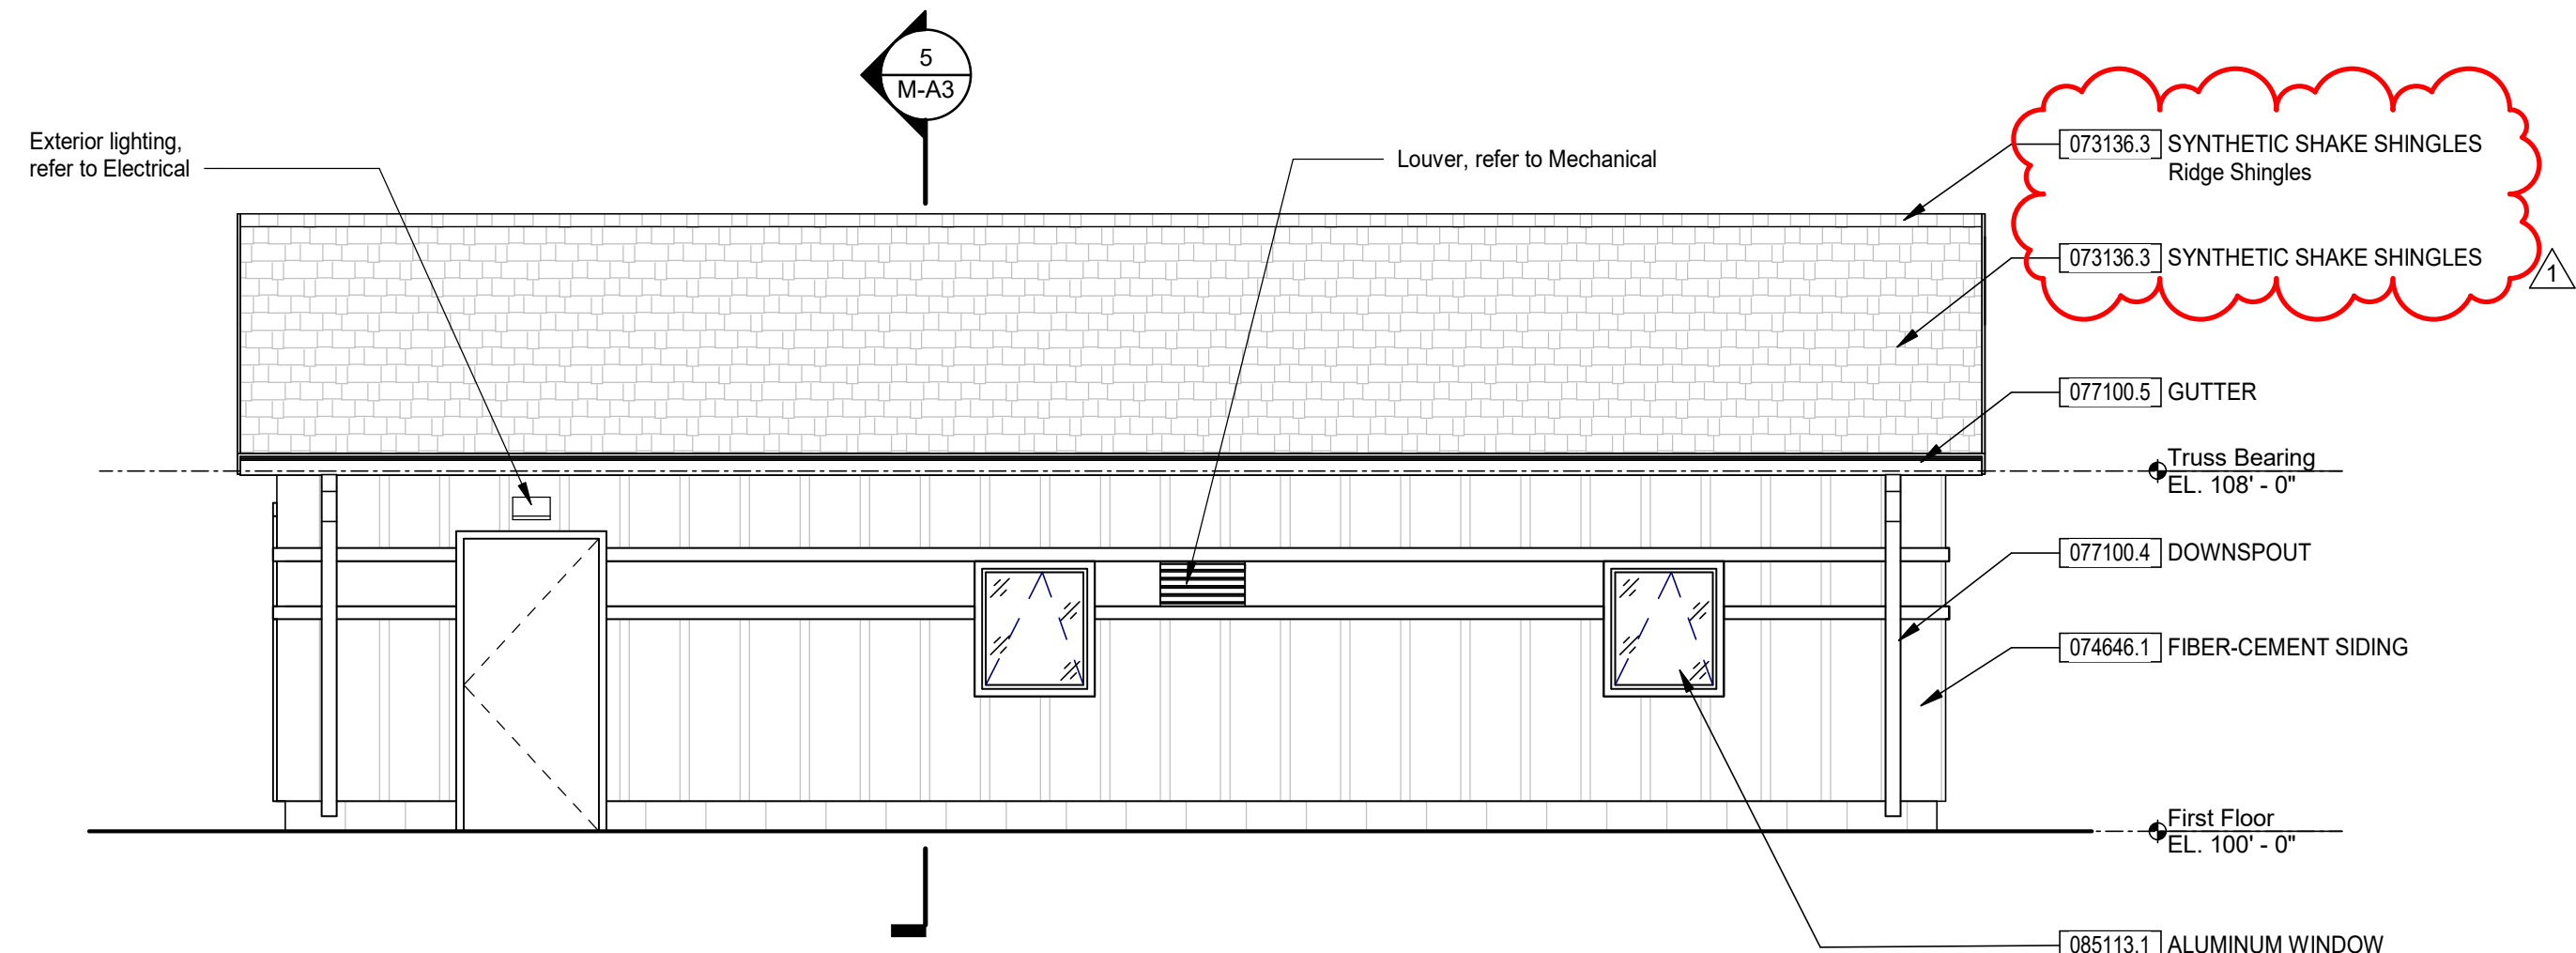 5
M-A3
Exterior lighting,
refer to Electrical
Louver, refer to Mechanical
073136.3 SYNTHETIC SHAKE SHINGLES
Ridge Shingles
073136.3 SYNTHETIC SHAKE SHINGLES
1
077100.5 GUTTER
Truss Bearing
EL. 108' - 0"
077100.4 DOWNSPOUT
074646.1 FIBER-CEMENT SIDING
First Floor
EL. 100' - 0"
085113.1 ALUMINUM WINDOW